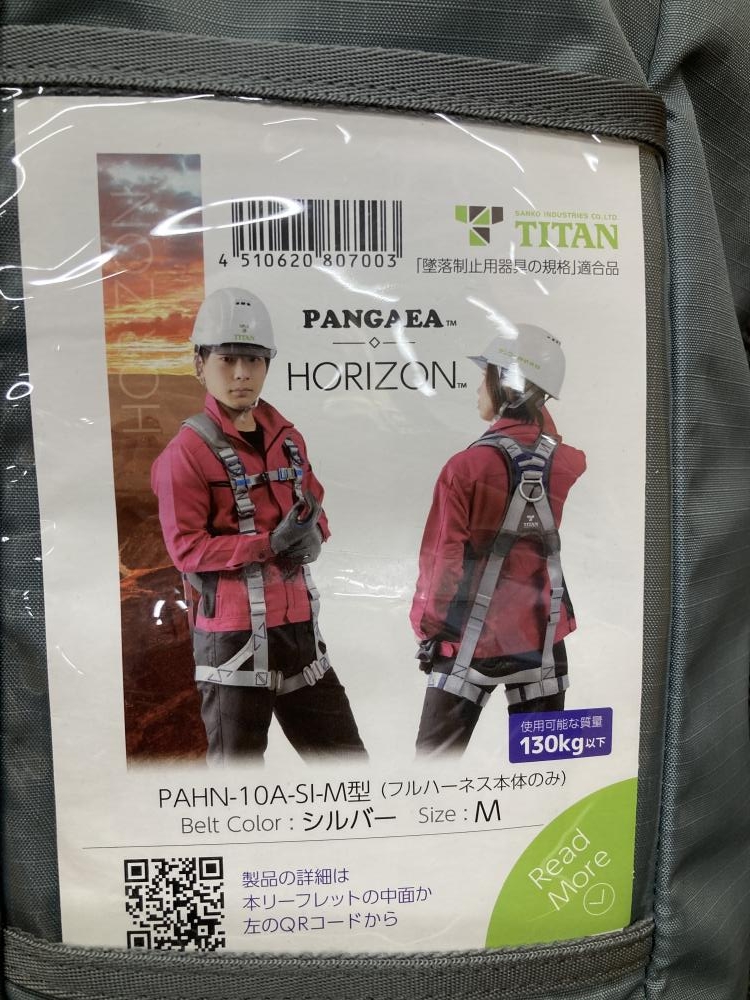 HORIZON
4 510620 807003
SANKO INDUSTRIES CO.,LTD.
TITAN
「墜落制止用器具の規格」適合品
PANGAEA™
HORIZON™
TITAN
TITAN
使用可能な質量
130kg以下
PAHN-10A-SI-M型 (フルハーネス本体のみ)
Belt Color : シルバー Size : M
Read
More
製品の詳細は
本リーフレットの中面か
左のQRコードから